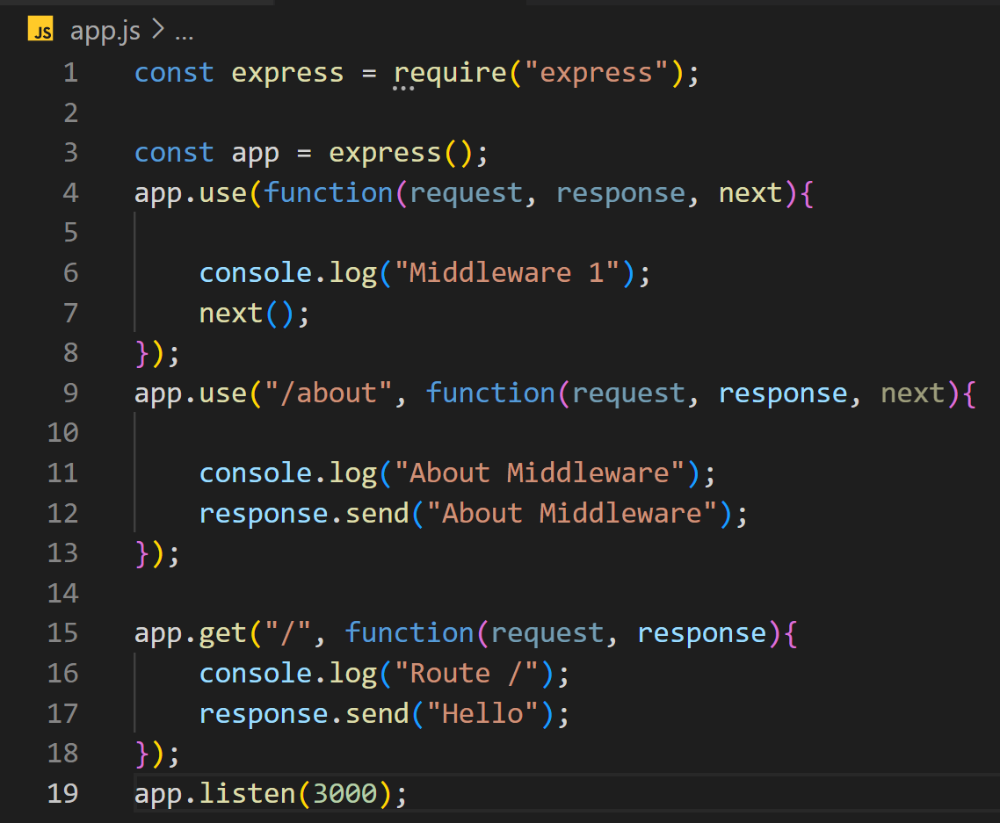 JS app.js > ...
1 const express = require("express");
2
3 const app = express();
4 app.use(function(request, response, next){
5
6     console.log("Middleware 1");
7     next();
8 });
9 app.use("/about", function(request, response, next){
10
11     console.log("About Middleware");
12     response.send("About Middleware");
13 });
14
15 app.get("/", function(request, response){
16     console.log("Route /");
17     response.send("Hello");
18 });
19 app.listen(3000);